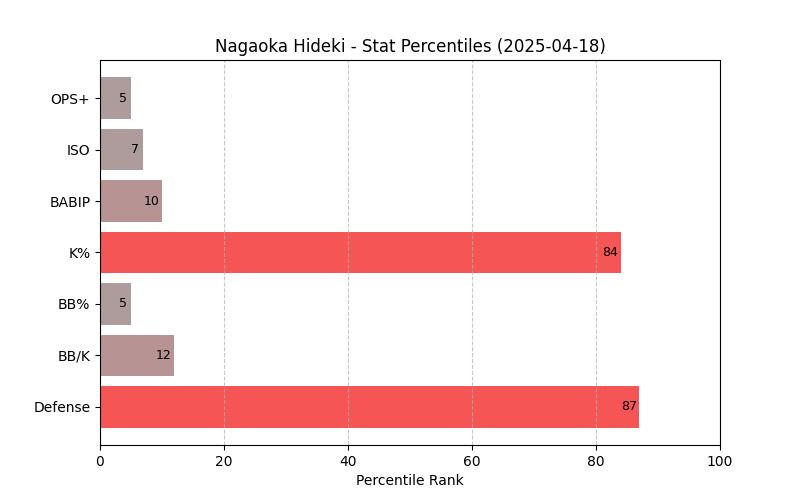 Nagaoka Hideki - Stat Percentiles (2025-04-18)
OPS+ 5
ISO 7
BABIP 10
K% 84
BB% 5
BB/K 12
Defense 87
0 20 40 60 80 100
Percentile Rank